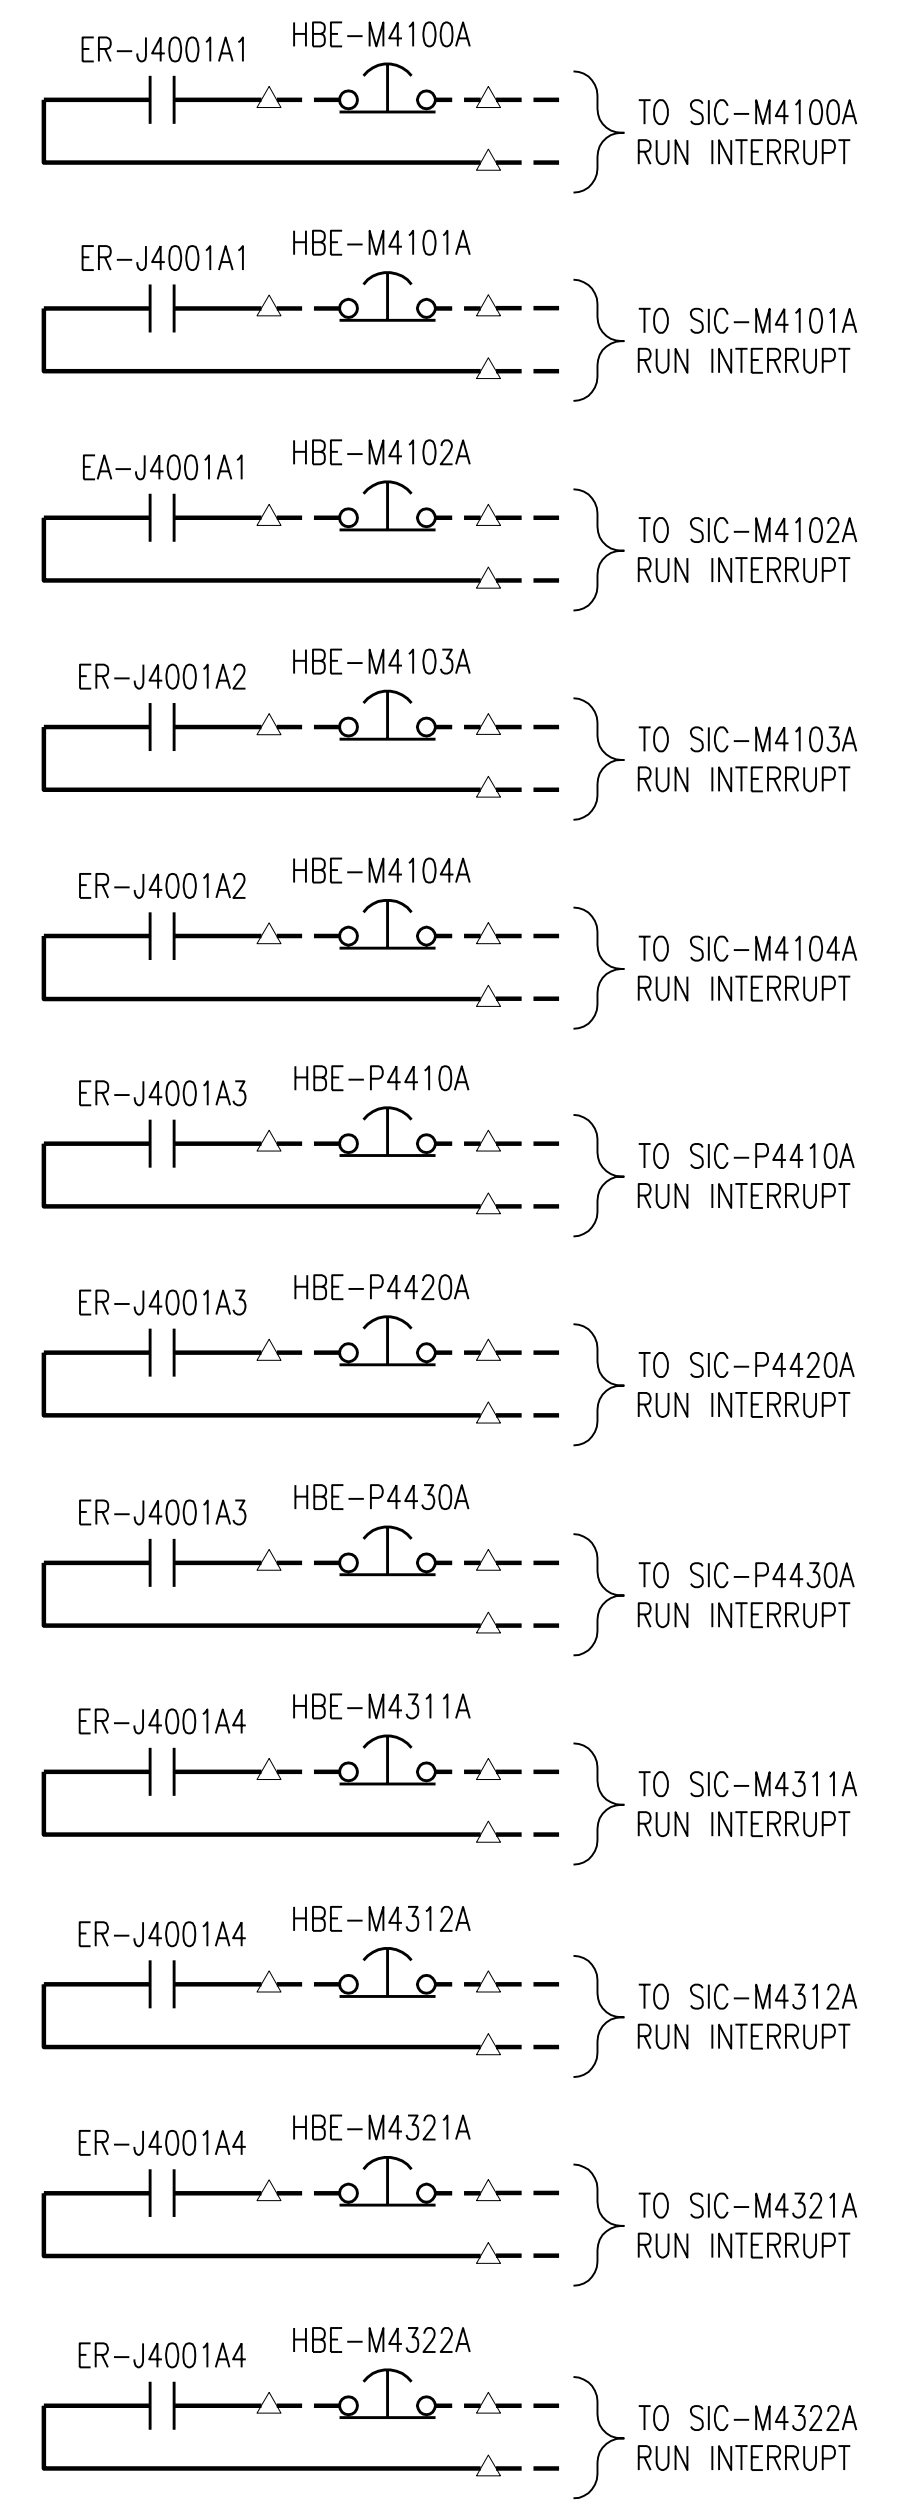 ER-J4001A1
HBE-M4100A
TO SIC-M4100A
RUN INTERRUPT
ER-J4001A1
HBE-M4101A
TO SIC-M4101A
RUN INTERRUPT
EA-J4001A1
HBE-M4102A
TO SIC-M4102A
RUN INTERRUPT
ER-J4001A2
HBE-M4103A
TO SIC-M4103A
RUN INTERRUPT
ER-J4001A2
HBE-M4104A
TO SIC-M4104A
RUN INTERRUPT
ER-J4001A3
HBE-P4410A
TO SIC-P4410A
RUN INTERRUPT
ER-J4001A3
HBE-P4420A
TO SIC-P4420A
RUN INTERRUPT
ER-J4001A3
HBE-P4430A
TO SIC-P4430A
RUN INTERRUPT
ER-J4001A4
HBE-M4311A
TO SIC-M4311A
RUN INTERRUPT
ER-J4001A4
HBE-M4312A
TO SIC-M4312A
RUN INTERRUPT
ER-J4001A4
HBE-M4321A
TO SIC-M4321A
RUN INTERRUPT
ER-J4001A4
HBE-M4322A
TO SIC-M4322A
RUN INTERRUPT